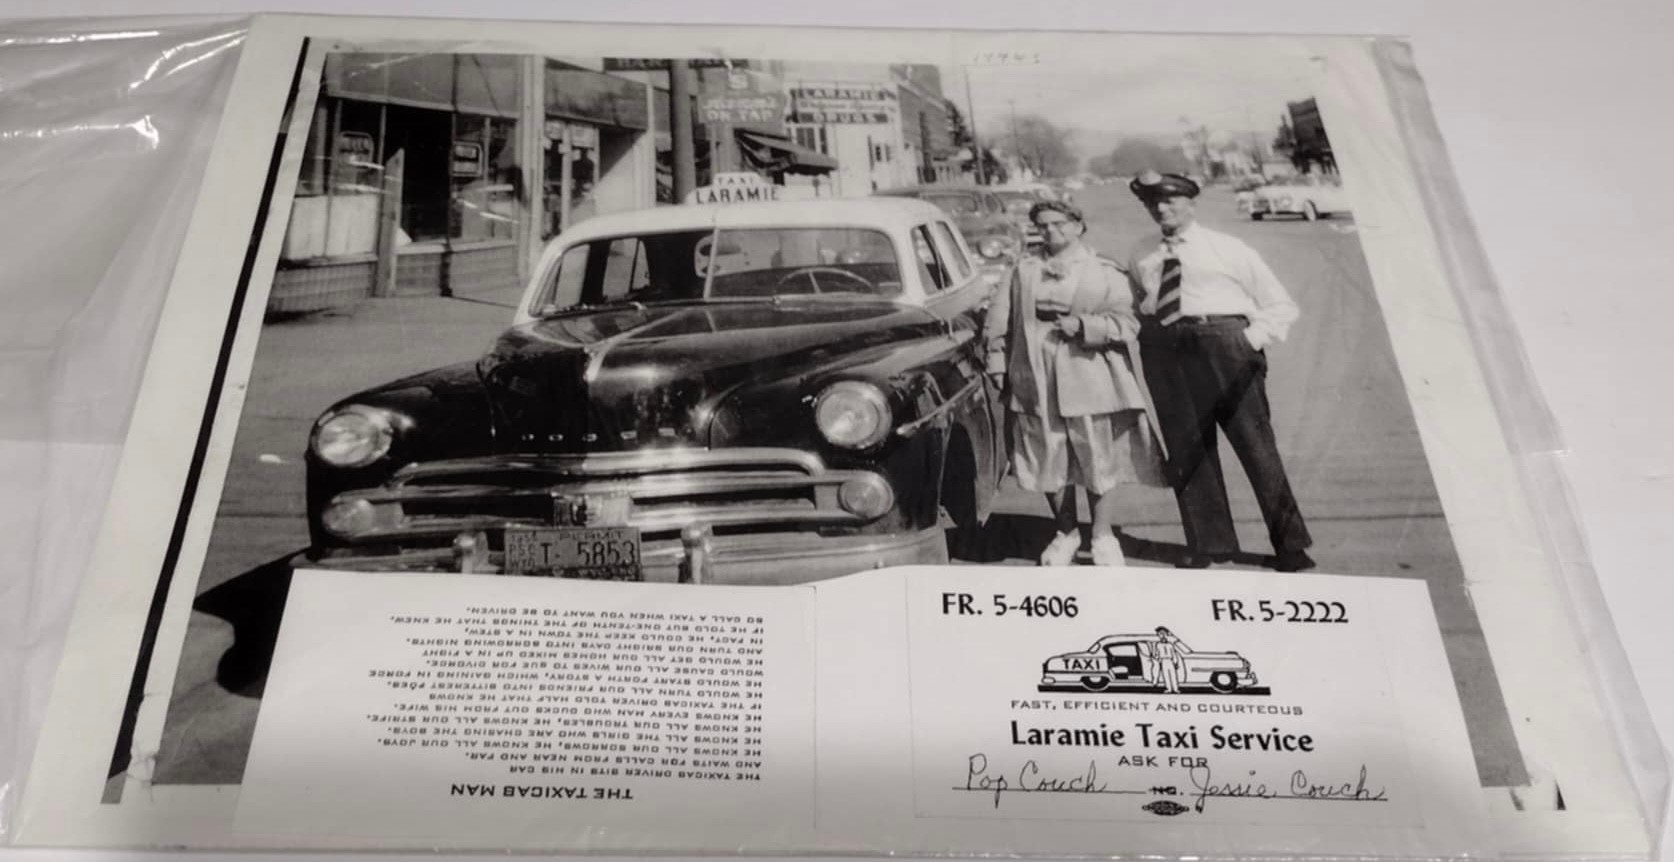 ON TAP
LARAMIE
DRUGS
TAXI
LARAMIE
DODGE
PERMIT
T- 5853
THE TAXICAB MAN
THE TAXICAB DRIVER SITS IN HIS CAR
AND WAITS FOR CALLS FROM NEAR AND FAR.
HE KNOWS ALL OUR SORROWS, HE KNOWS ALL OUR JOYS,
HE KNOWS ALL THE GIRLS WHO ARE CHASING THE BOYS.
HE KNOWS ALL OUR TROUBLES, HE KNOWS ALL OUR STRIFE,
HE KNOWS EVERY MAN WHO DUCKS OUT FROM HIS WIFE.
IF THE TAXICAB DRIVER TOLD HALF THAT HE KNOWS
HE WOULD TURN ALL OUR FRIENDS INTO BITTEREST FOES.
HE WOULD START FORTH A STORY, WHICH GAINING IN FORCE
WOULD CAUSE ALL OUR WIVES TO SUE FOR DIVORCE.
HE WOULD GET ALL OUR HOMES MIXED UP IN A FIGHT
AND TURN OUR BRIGHT DAYS INTO SORROWING NIGHTS.
IN FACT, HE COULD KEEP THE TOWN IN A STEW,
IF HE TOLD BUT ONE-TENTH OF THE THINGS THAT HE KNEW,
SO CALL A TAXI WHEN YOU WANT TO BE DRIVEN.
FR. 5-4606 FR. 5-2222
TAXI
FAST, EFFICIENT AND COURTEOUS
Laramie Taxi Service
ASK FOR
Pop Couch NO. Jessie Couch